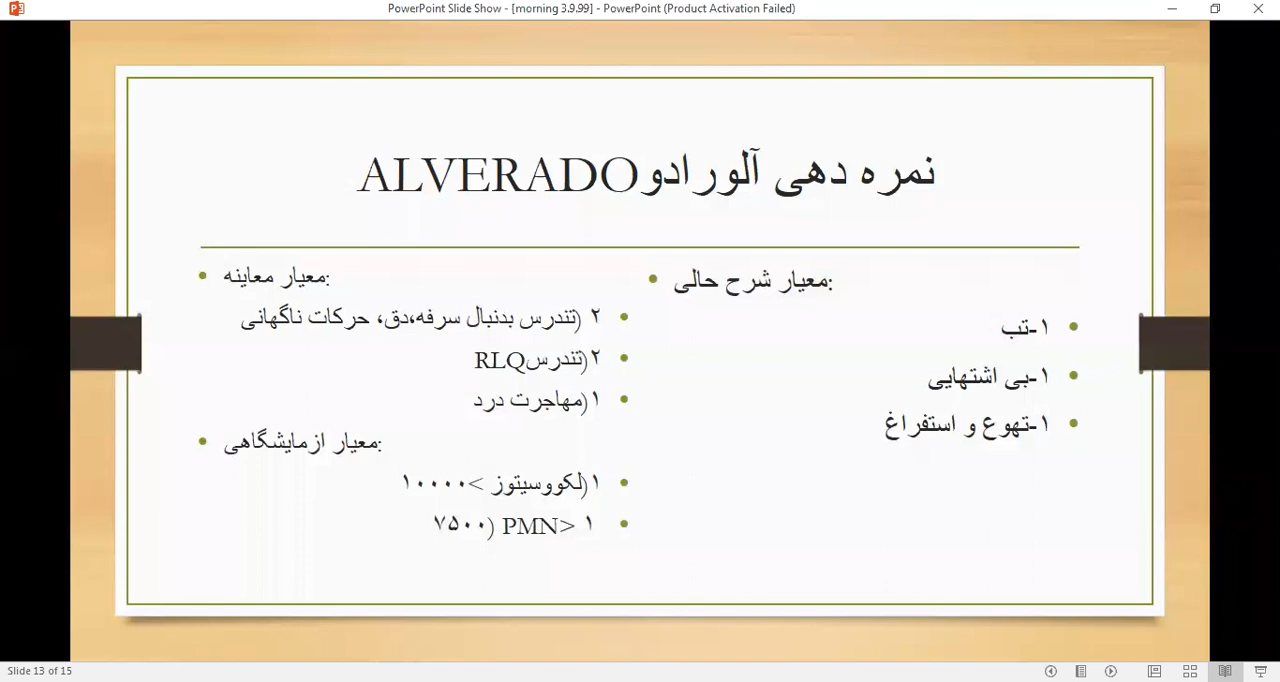 PowerPoint Slide Show - [morning 3.9.99] - PowerPoint (Product Activation Failed)
نمره دهی آلورادوALVERADO
معیار شرح حالی:
۱-تب
۱-بی اشتهایی
۱-تهوع و استفراغ
معیار معاینه:
۲ (تندرس بدنبال سرفه،دق، حرکات ناگهانی
۲(تندرسRLQ
۱(مهاجرت درد
معیار ازمایشگاهی:
۱(لکووسیتوز >۱۰۰۰۰
۱ <PMN (۷۵۰۰
Slide 13 of 15